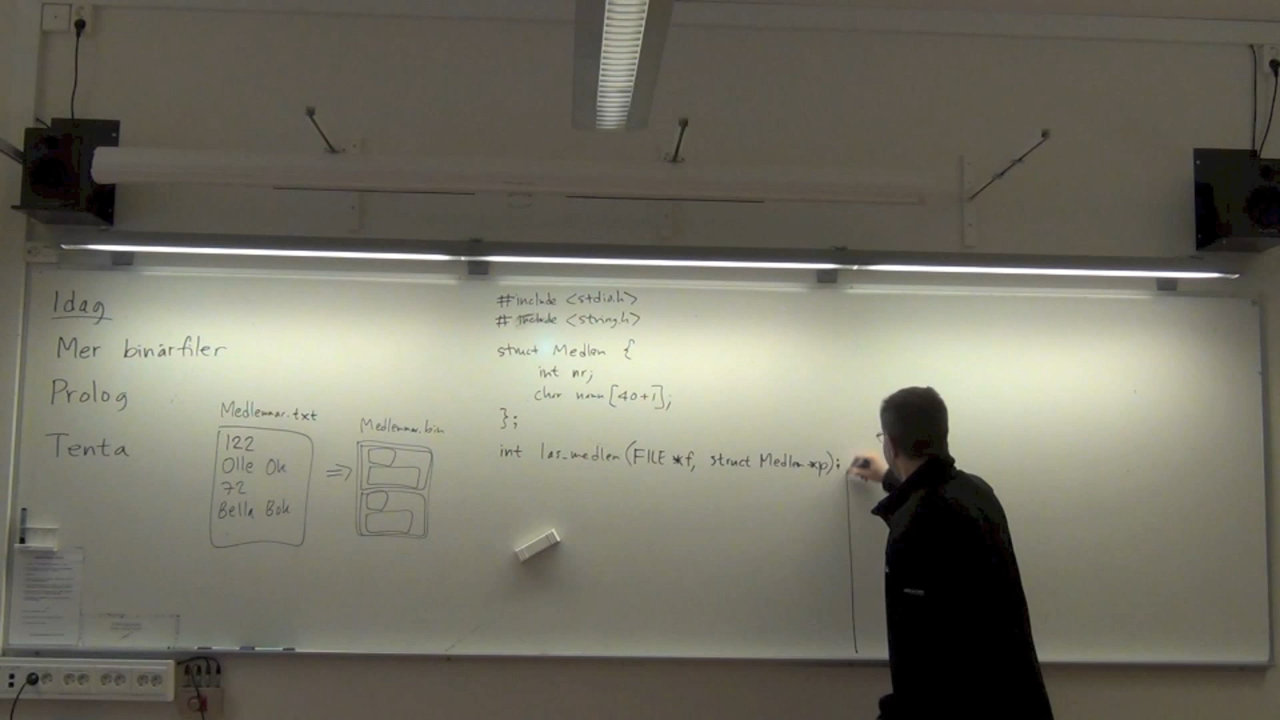 Idag
Mer binärfiler
Prolog
Tenta
Medlemmar.txt
122
Olle Ok
72
Bella Bok
=>
Medlemmar.bin
#include <stdio.h>
#include <string.h>
struct Medlem {
int nr;
char namn[40+1];
};
int las_medlem(FILE *f, struct Medlem *p);